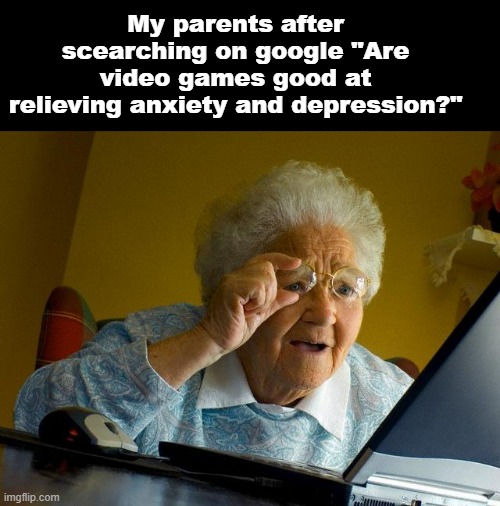 My parents after
scearching on google "Are
video games good at
relieving anxiety and depression?"
imgflip.com